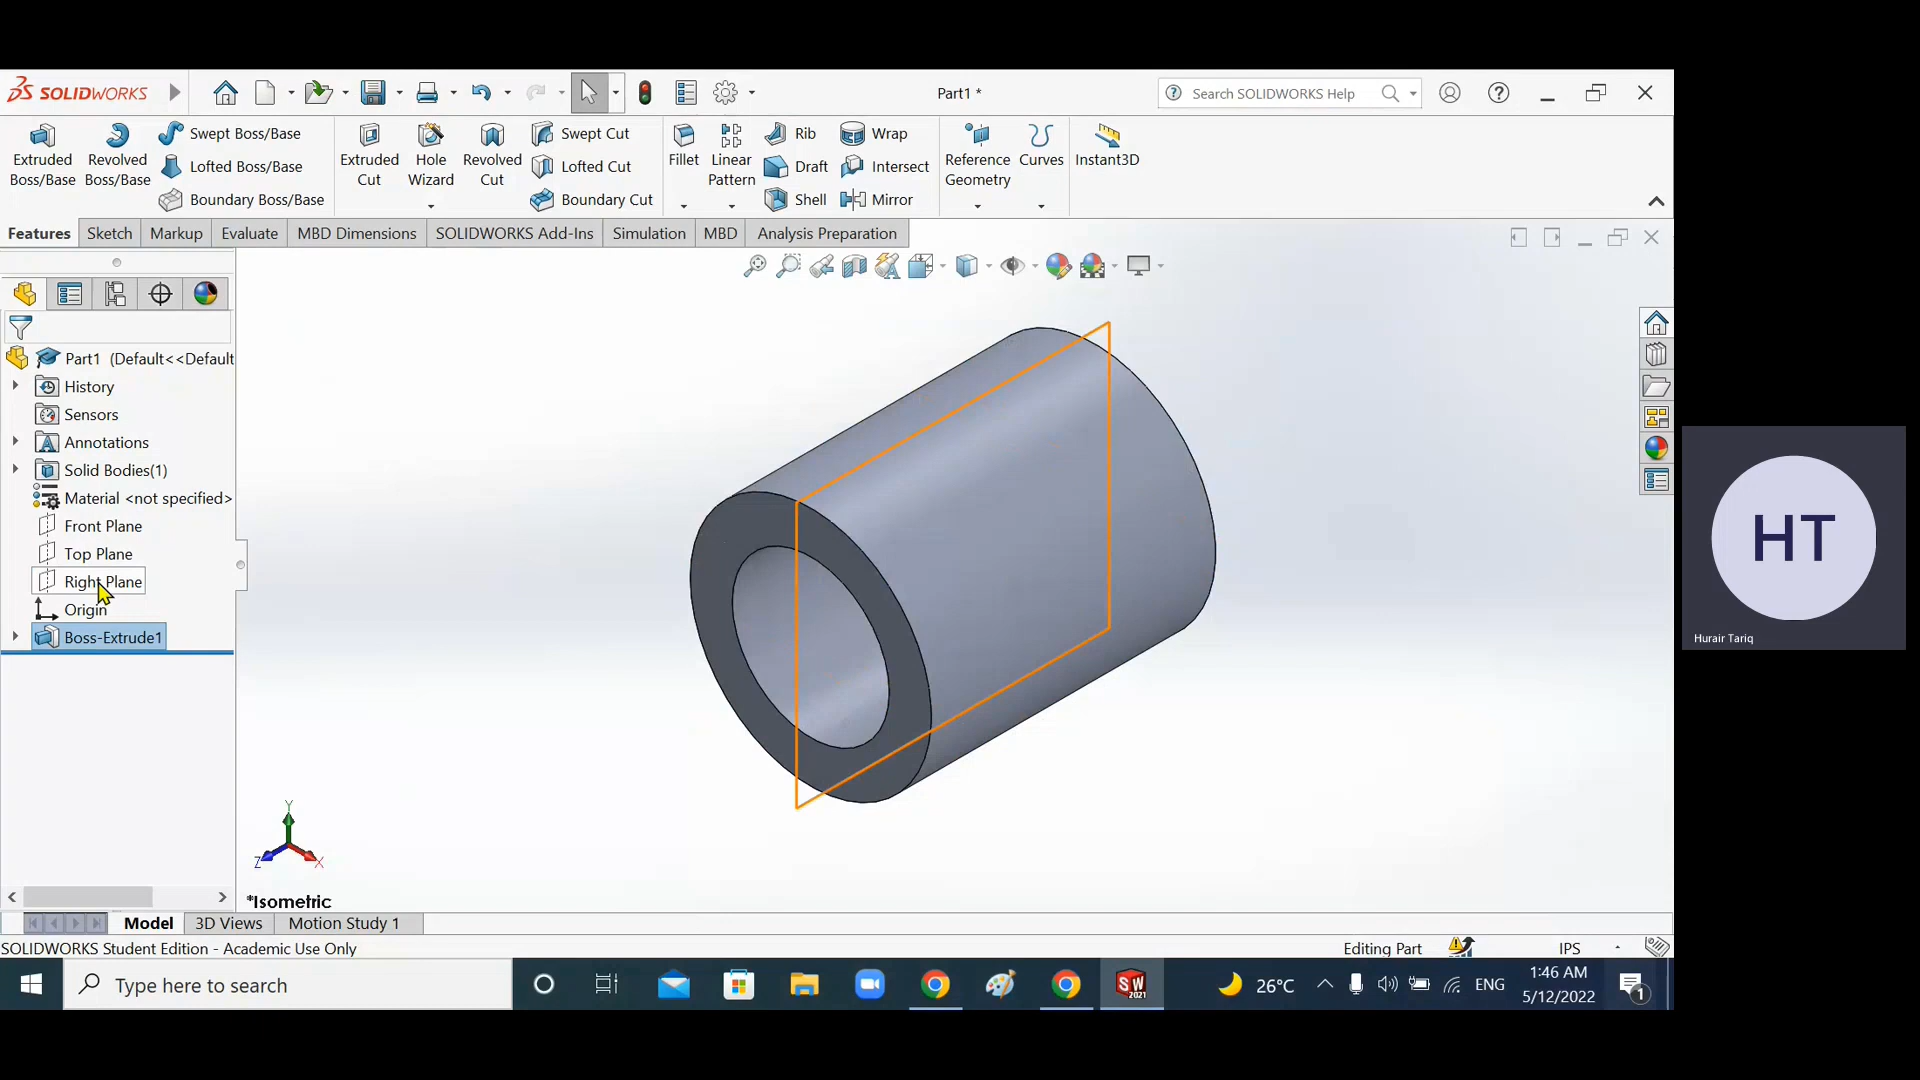 SOLIDWORKS
Part1 *
Search SOLIDWORKS Help
Extruded Boss/Base
Revolved Boss/Base
Swept Boss/Base
Lofted Boss/Base
Boundary Boss/Base
Extruded Cut
Hole Wizard
Revolved Cut
Swept Cut
Lofted Cut
Boundary Cut
Fillet
Linear Pattern
Rib
Draft
Shell
Wrap
Intersect
Mirror
Reference Geometry
Curves
Instant3D
Features
Sketch
Markup
Evaluate
MBD Dimensions
SOLIDWORKS Add-Ins
Simulation
MBD
Analysis Preparation
Part1 (Default<<Default
History
Sensors
Annotations
Solid Bodies(1)
Material <not specified>
Front Plane
Top Plane
Right Plane
Origin
Boss-Extrude1
Y
Z
X
*Isometric
HT
Hurair Tariq
Model
3D Views
Motion Study 1
SOLIDWORKS Student Edition - Academic Use Only
Editing Part
IPS
Type here to search
SW
2021
26°C
ENG
1:46 AM
5/12/2022
1